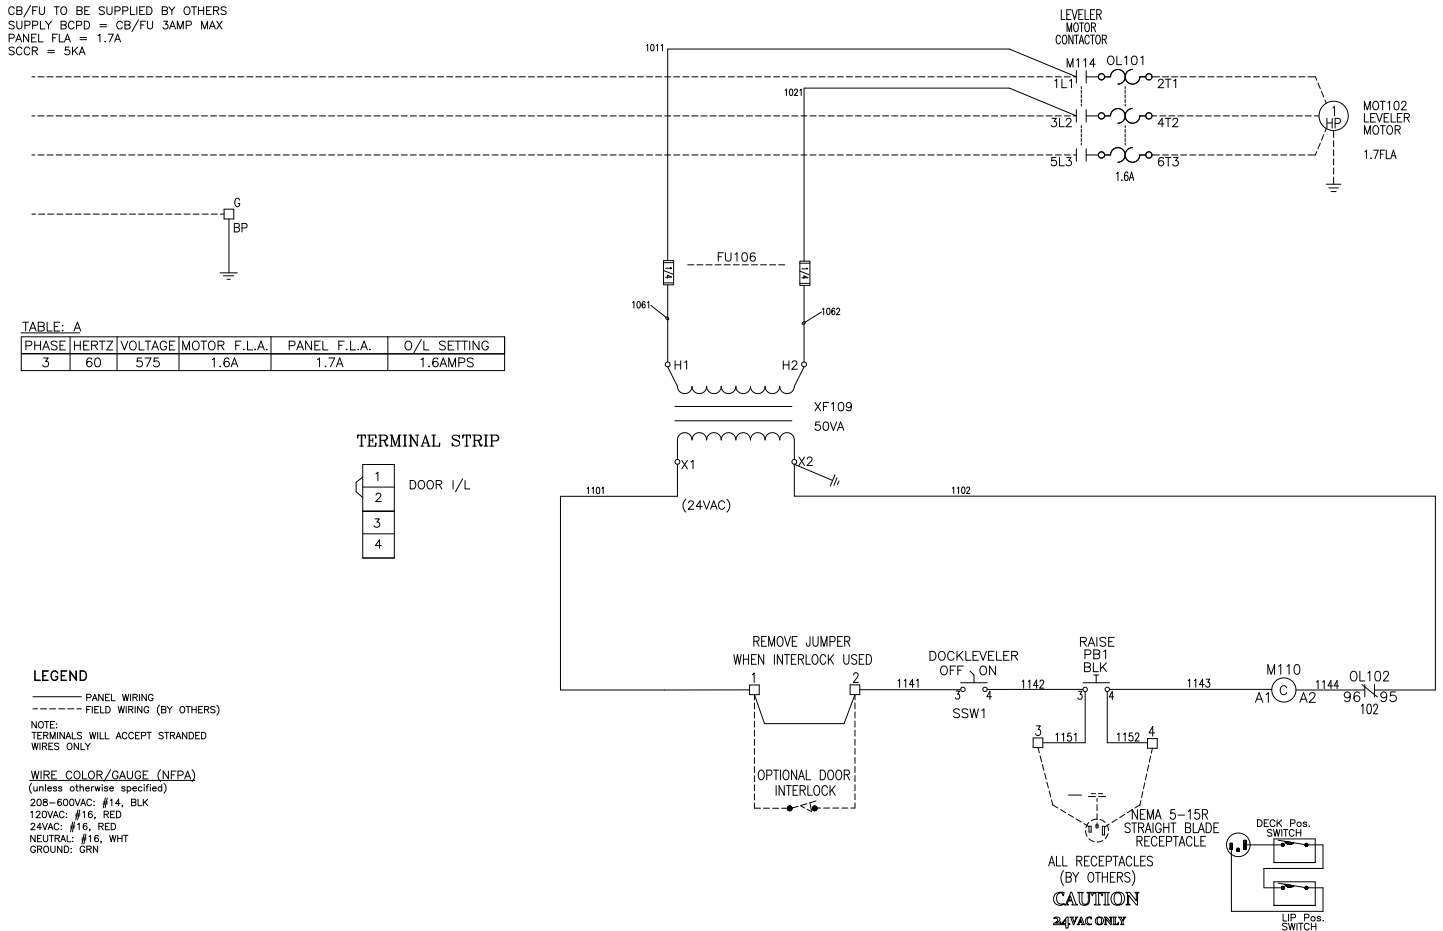 CB/FU TO BE SUPPLIED BY OTHERS
SUPPLY BCPD = CB/FU 3AMP MAX
PANEL FLA = 1.7A
SCCR = 5KA
LEVELER
MOTOR
CONTACTOR
1011
M114 OL101
1L1 2T1
1021
3L2 4T2
5L3 6T3
1.6A
1
HP
MOT102
LEVELER
MOTOR
1.7FLA
G
BP
FU106
1/4 1/4
1061 1062
H1 H2
XF109
50VA
X1 X2
(24VAC)
1101 1102
TABLE: A
PHASE HERTZ VOLTAGE MOTOR F.L.A. PANEL F.L.A. O/L SETTING
3 60 575 1.6A 1.7A 1.6AMPS
TERMINAL STRIP
1
2
3
4
DOOR I/L
LEGEND
PANEL WIRING
FIELD WIRING (BY OTHERS)
NOTE:
TERMINALS WILL ACCEPT STRANDED
WIRES ONLY
WIRE COLOR/GAUGE (NFPA)
(unless otherwise specified)
208-600VAC: #14, BLK
120VAC: #16, RED
24VAC: #16, RED
NEUTRAL: #16, WHT
GROUND: GRN
REMOVE JUMPER
WHEN INTERLOCK USED
1 2
OPTIONAL DOOR
INTERLOCK
1141
DOCKLEVELER
OFF ON
3 4
SSW1
1142
RAISE
PB1
BLK
3 4
1143
M110
C
A1 A2
1144
OL102
96 95
102
3 1151 1152 4
NEMA 5-15R
STRAIGHT BLADE
RECEPTACLE
ALL RECEPTACLES
(BY OTHERS)
CAUTION
24VAC ONLY
DECK Pos.
SWITCH
LIP Pos.
SWITCH